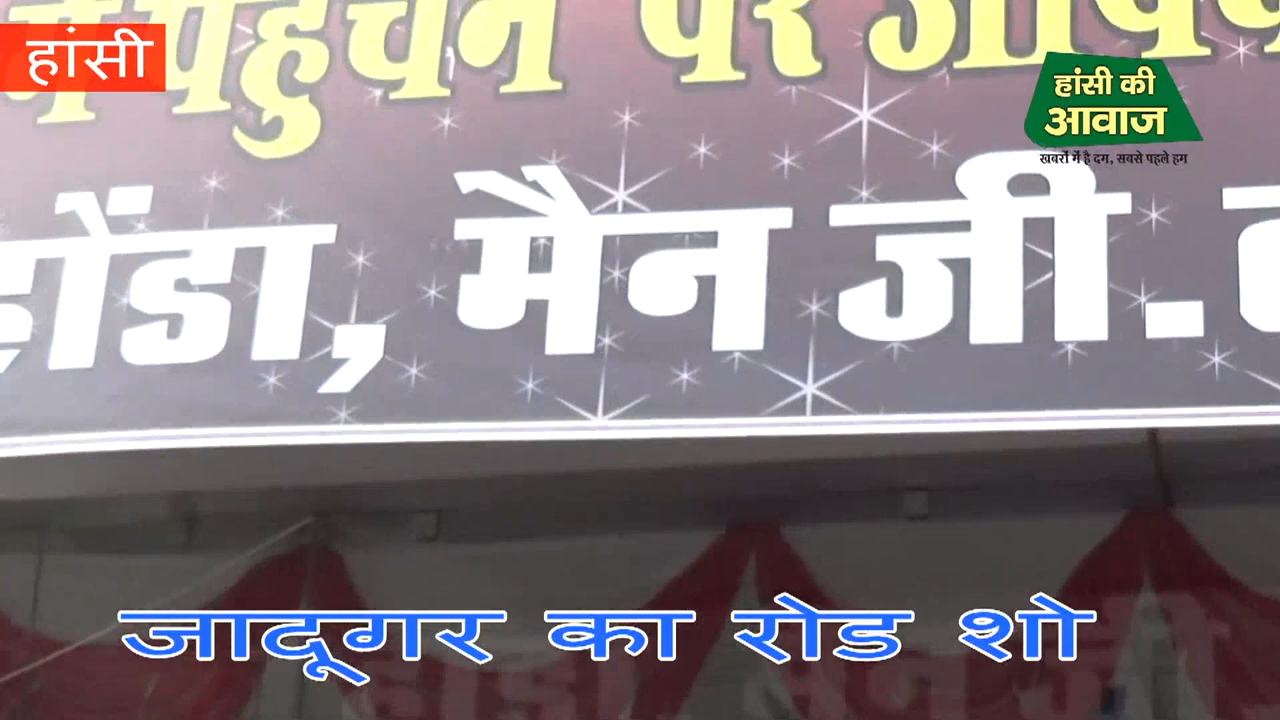 हांसी
पहुंचने पर
हांसी की
आवाज
खबरों में है दम, सबसे पहले हम
होंडा, मैन जी.
जादूगर का रोड शो